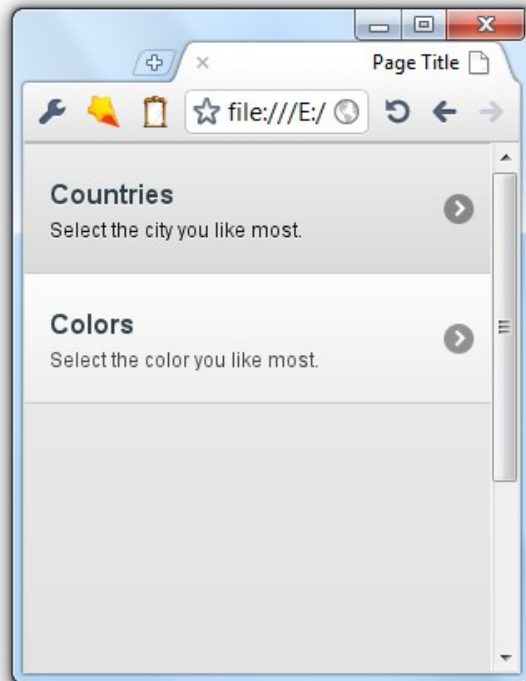 Page Title
file:///E:/
Countries
Select the city you like most.
Colors
Select the color you like most.